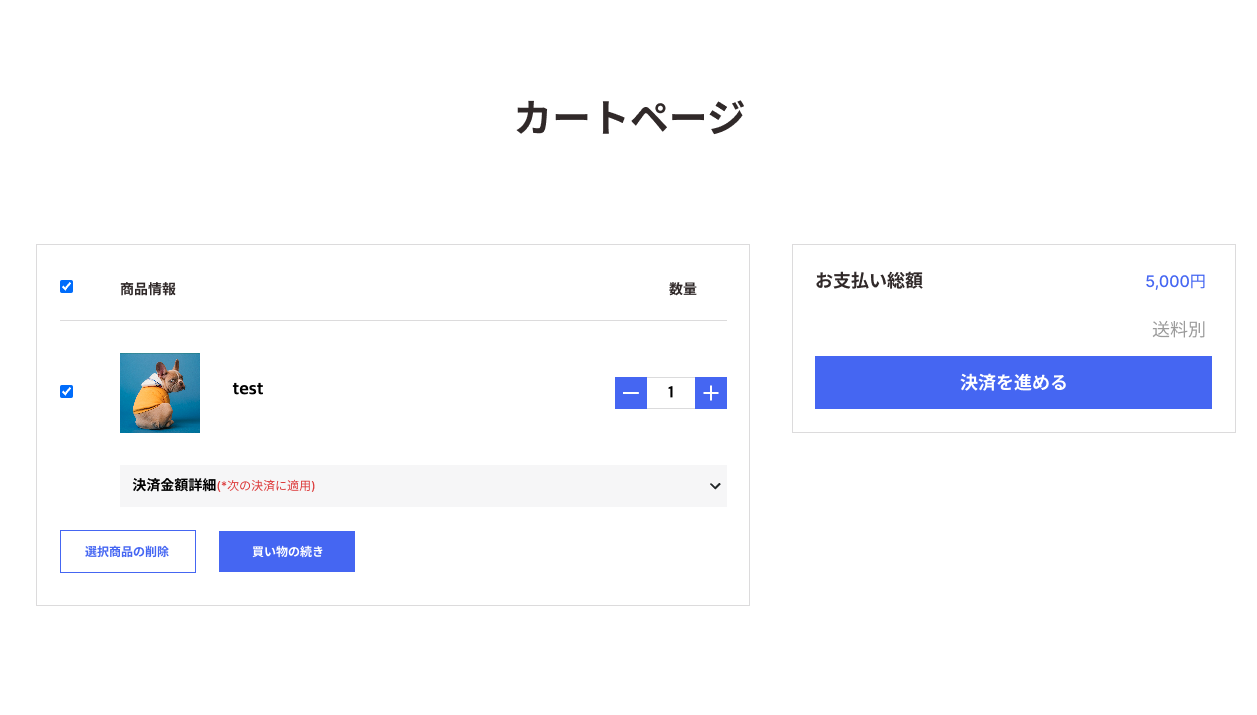 カートページ
商品情報 数量
test 1
決済金額詳細(*次の決済に適用)
選択商品の削除 買い物の続き
お支払い総額 5,000円
送料別
決済を進める